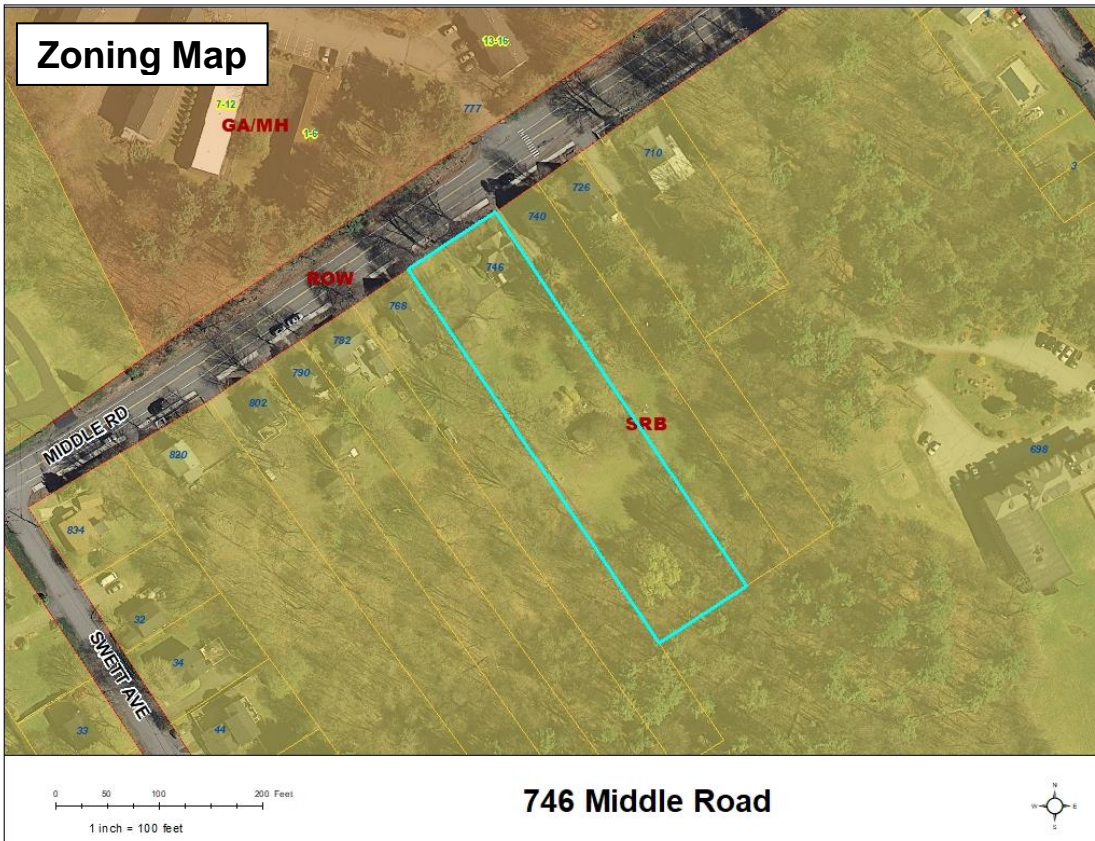 Zoning Map
13-16
7-12
GA/MH
1-6
777
710
3
726
740
746
ROW
768
782
790
802
SRB
698
MIDDLE RD
820
834
32
34
SWETT AVE
33
44
0 50 100 200 Feet
1 inch = 100 feet
746 Middle Road
N
W E
S